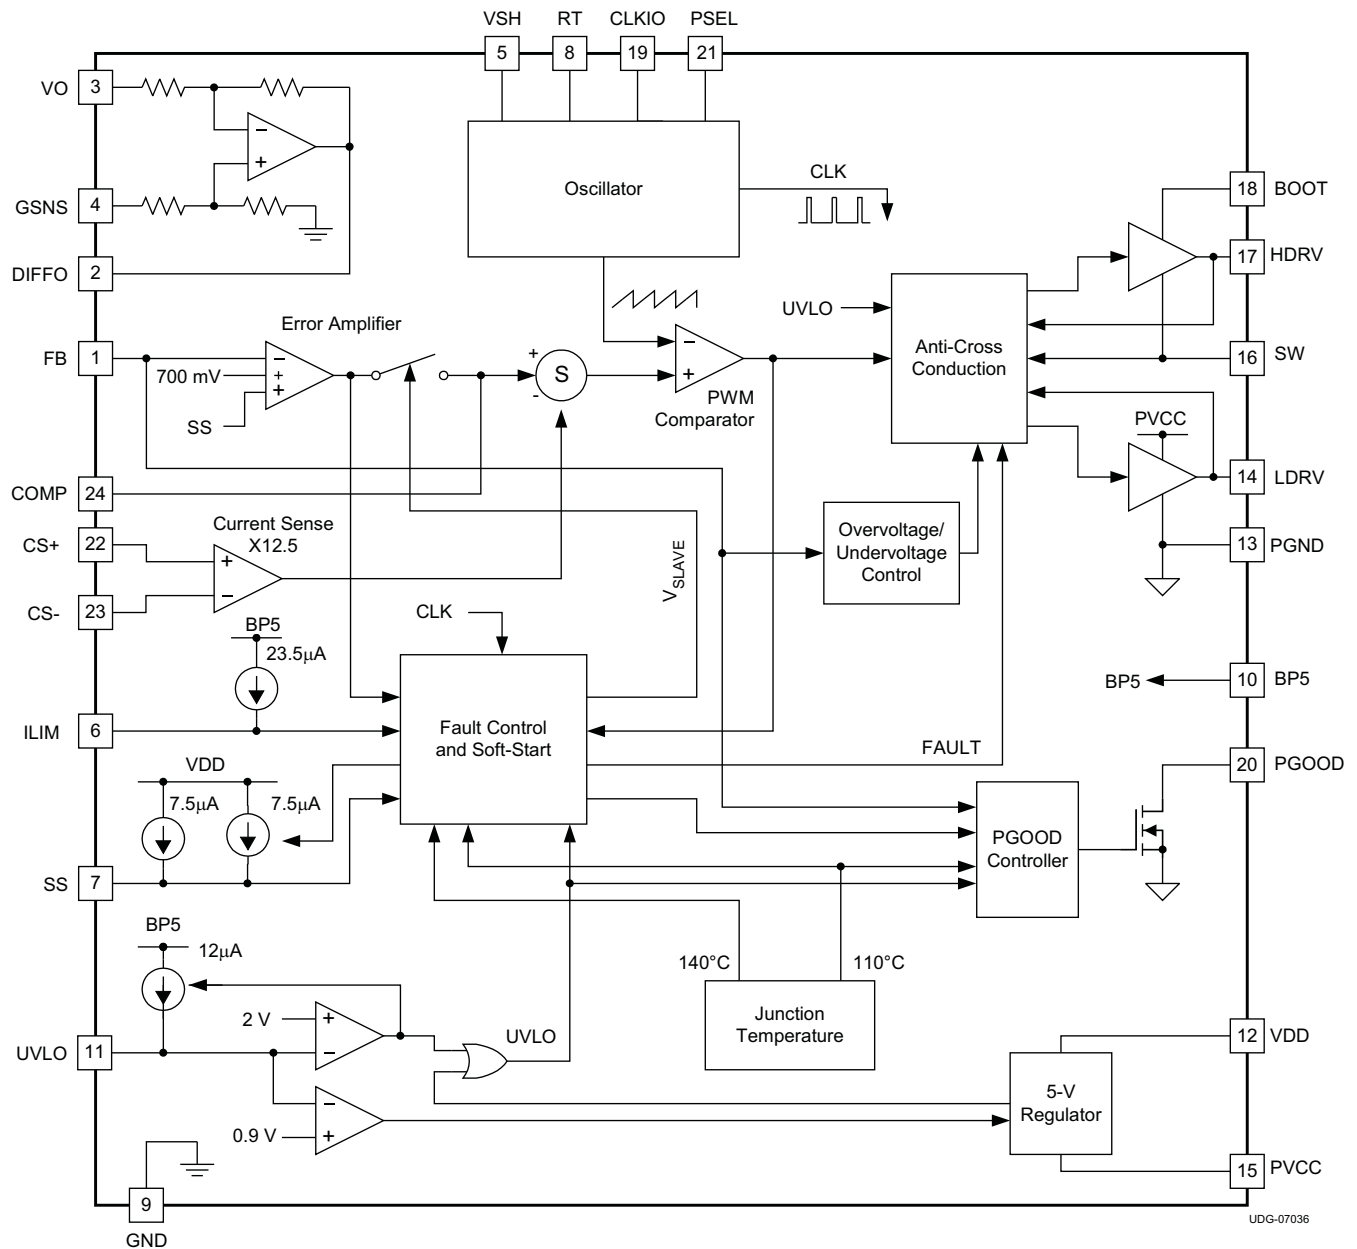 VSH RT CLKIO PSEL
5 8 19 21
VO 3
GSNS 4
DIFFO 2
− +
Oscillator
CLK
18 BOOT
17 HDRV
16 SW
UVLO
Anti-Cross
Conduction
Error Amplifier
FB 1
−
700 mV +
+
SS
+
S
-
−
+
PWM
Comparator
PVCC
14 LDRV
13 PGND
COMP 24
CS+ 22
CS- 23
Current Sense
X12.5
+
−
Overvoltage/
Undervoltage
Control
VSLAVE
CLK
BP5
23.5µA
ILIM 6
Fault Control
and Soft-Start
BP5
10 BP5
FAULT
20 PGOOD
VDD
7.5µA 7.5µA
SS 7
PGOOD
Controller
BP5
12µA
140°C 110°C
Junction
Temperature
2 V +
−
UVLO
UVLO 11
−
0.9 V +
12 VDD
5-V
Regulator
15 PVCC
9
GND
UDG-07036